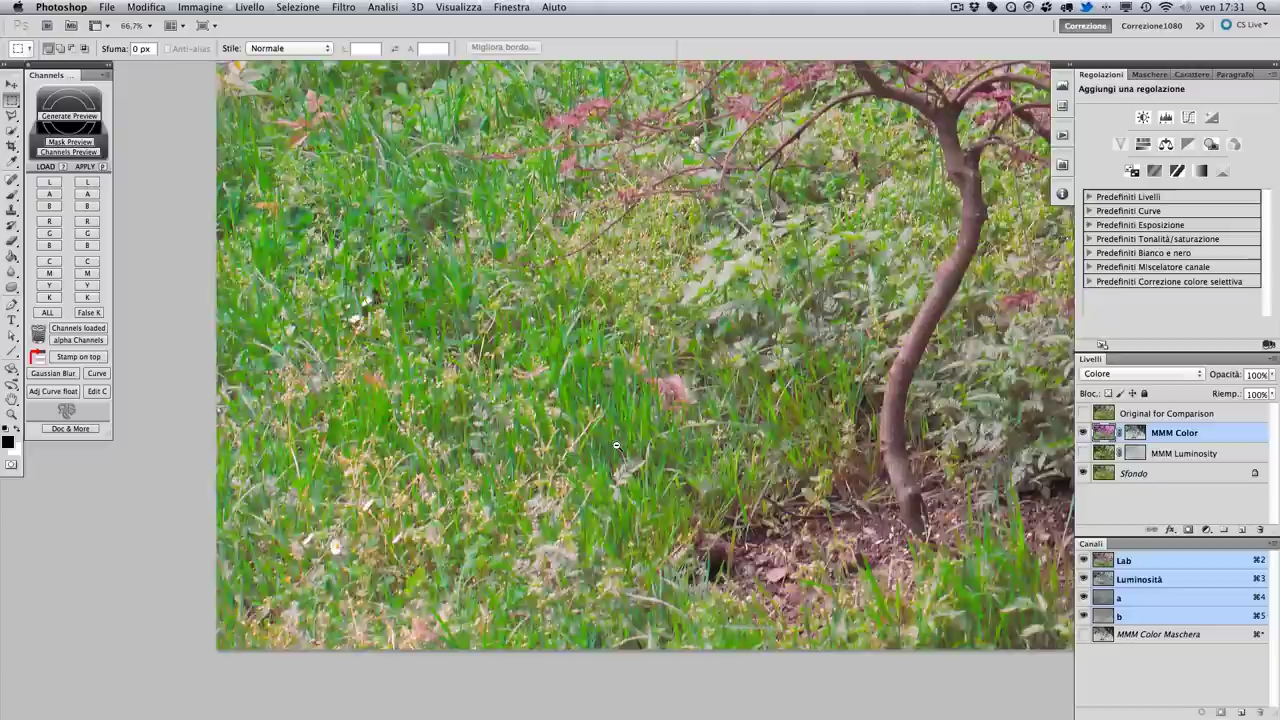 Photoshop File Modifica Immagine Livello Selezione Filtro Analisi 3D Visualizza Finestra Aiuto ven 17:31
Ps Br Mb 66,7% Correzione Correzione1080 >> CS Live
Sfuma: 0 px Anti-alias Stile: Normale L: A: Migliora bordo...
Channels ...
Generate Preview
Mask Preview
Channels Preview
LOAD ? APPLY P
L L
A A
B B
R R
G G
B B
C C
M M
Y Y
K K
ALL False K
Channels loaded
alpha Channels
Stamp on top
Gaussian Blur Curve
Adj Curve float Edit C
Doc & More
Regolazioni Maschere Carattere Paragrafo
Aggiungi una regolazione
Predefiniti Livelli
Predefiniti Curve
Predefiniti Esposizione
Predefiniti Tonalità/saturazione
Predefiniti Bianco e nero
Predefiniti Miscelatore canale
Predefiniti Correzione colore selettiva
Livelli
Colore Opacità: 100%
Bloc.: Riemp.: 100%
Original for Comparison
MMM Color
MMM Luminosity
Sfondo
Canali
Lab ⌘2
Luminosità ⌘3
a ⌘4
b ⌘5
MMM Color Maschera